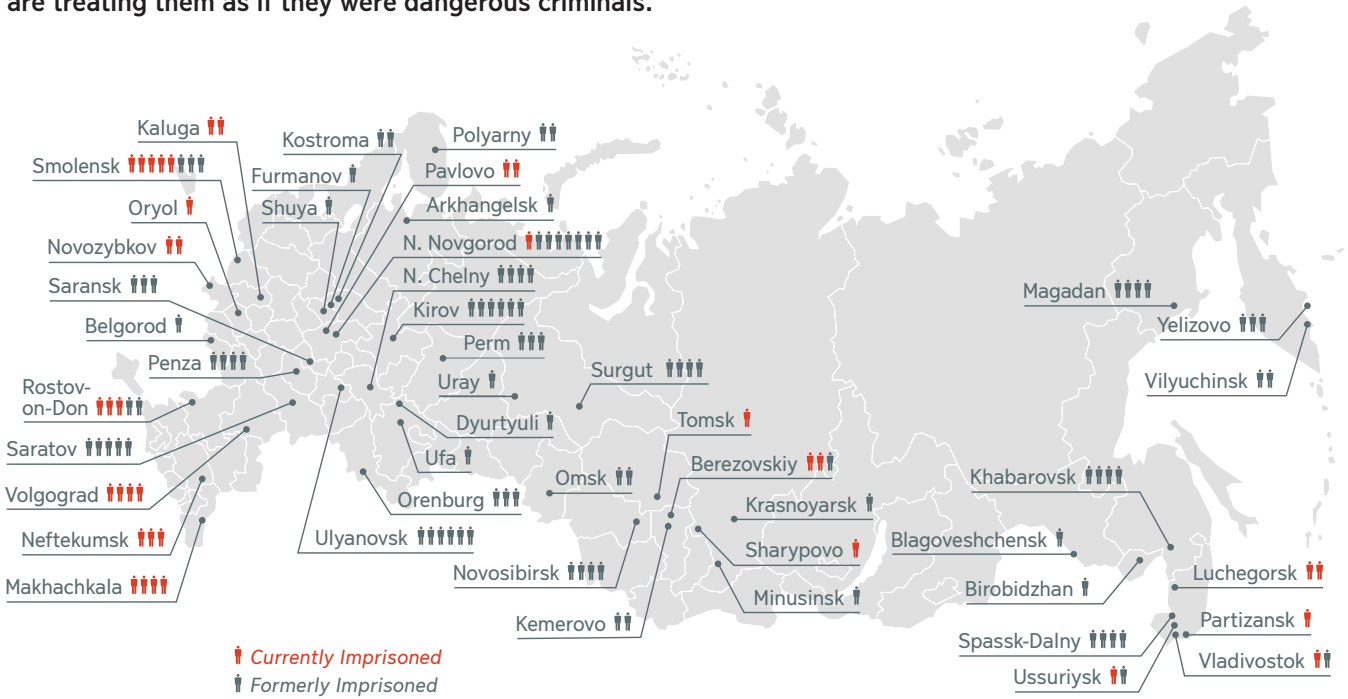 are treating them as if they were dangerous criminals.
Kaluga
Smolensk
Oryol
Novozybkov
Saransk
Belgorod
Penza
Rostov-
on-Don
Saratov
Volgograd
Neftekumsk
Makhachkala
Kostroma
Furmanov
Shuya
Polyarny
Pavlovo
Arkhangelsk
N. Novgorod
N. Chelny
Kirov
Perm
Uray
Surgut
Dyurtyuli
Ufa
Orenburg
Ulyanovsk
Tomsk
Berezovskiy
Omsk
Krasnoyarsk
Sharypovo
Novosibirsk
Minusinsk
Kemerovo
Magadan
Yelizovo
Vilyuchinsk
Khabarovsk
Blagoveshchensk
Birobidzhan
Luchegorsk
Partizansk
Spassk-Dalny
Vladivostok
Ussuriysk
Currently Imprisoned
Formerly Imprisoned